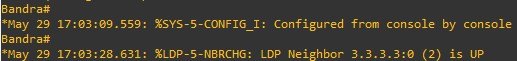 Bandra#
*May 29 17:03:09.559: %SYS-5-CONFIG_I: Configured from console by console
Bandra#
*May 29 17:03:28.631: %LDP-5-NBRCHG: LDP Neighbor 3.3.3.3:0 (2) is UP